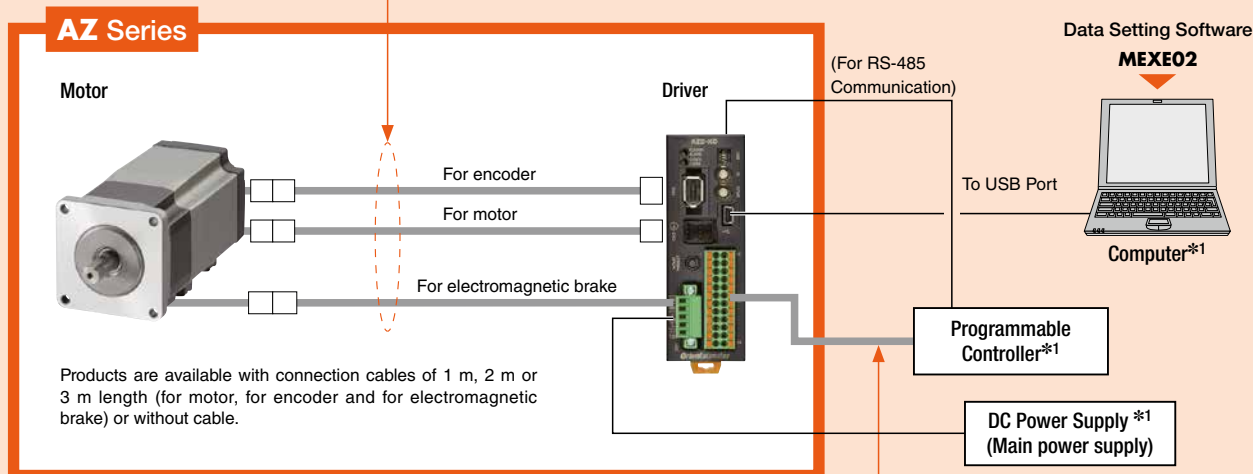 AZ Series
Motor
Driver
(For RS-485
Communication)
Data Setting Software
MEXE02
For encoder
For motor
For electromagnetic brake
To USB Port
Computer*1
Programmable
Controller*1
DC Power Supply *1
(Main power supply)
Products are available with connection cables of 1 m, 2 m or
3 m length (for motor, for encoder and for electromagnetic
brake) or without cable.
AZD-KD
Orientalmotor